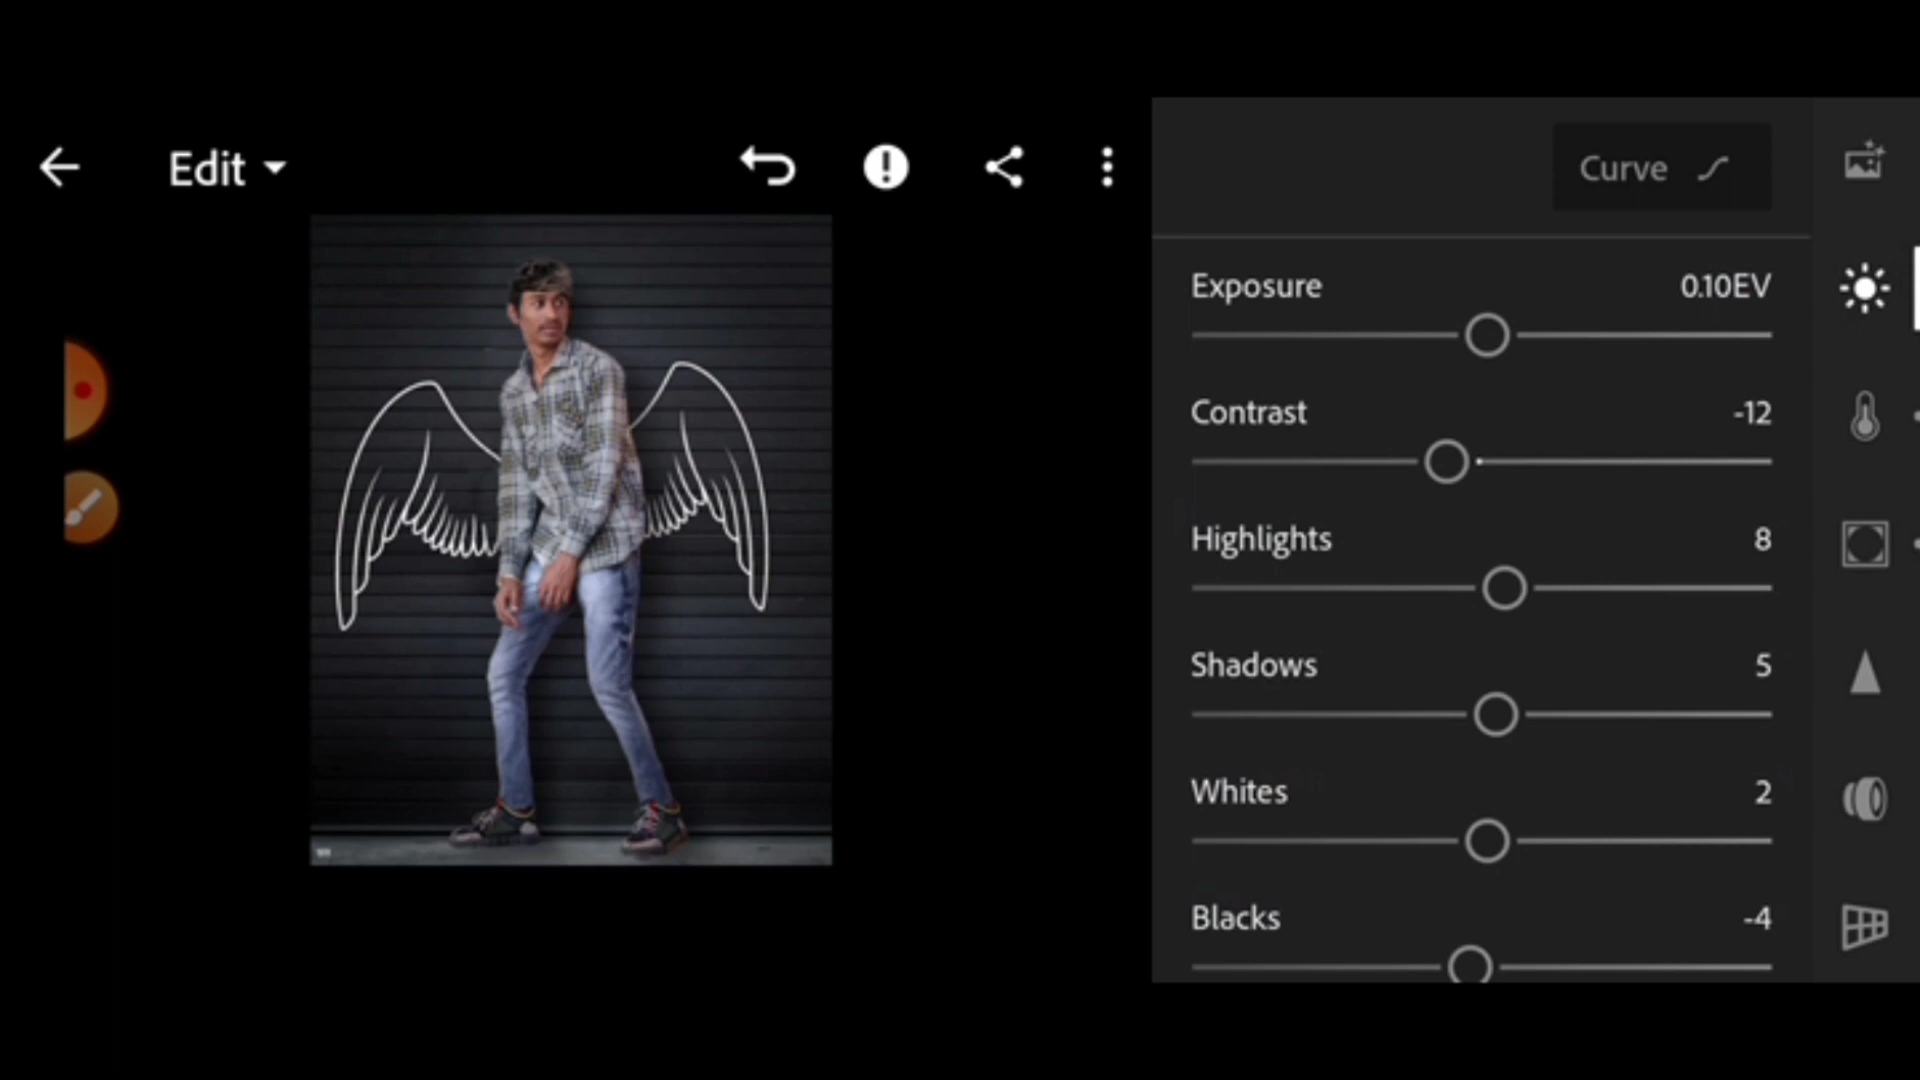 Edit
Curve
Exposure 0.10EV
Contrast -12
Highlights 8
Shadows 5
Whites 2
Blacks -4